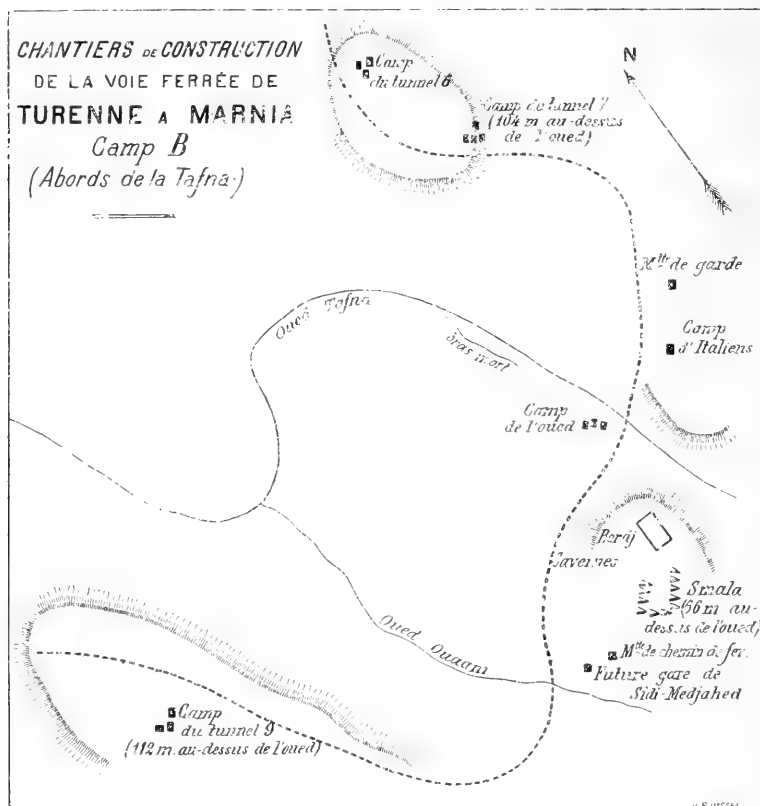 CHANTIERS DE CONSTRUCTION
DE LA VOIE FERRÉE DE
TURENNE A MARNIA
Camp B
(Abords de la Tafna)
Camp
du tunnel 6
Camp du tunnel 7
(104 m au-dessus
de l'oued)
N
Mtte de garde
Camp
d'Italiens
Oued Tafna
Bras mort
Camp
de l'oued
Bordj
Cavernes
Smala
(56 m au-
dessus de l'oued)
Oued Ouaam
Mtte de chemin de fer.
Future gare de
Sidi-Medjahed
Camp
du tunnel 9
(112 m. au-dessus de l'oued)